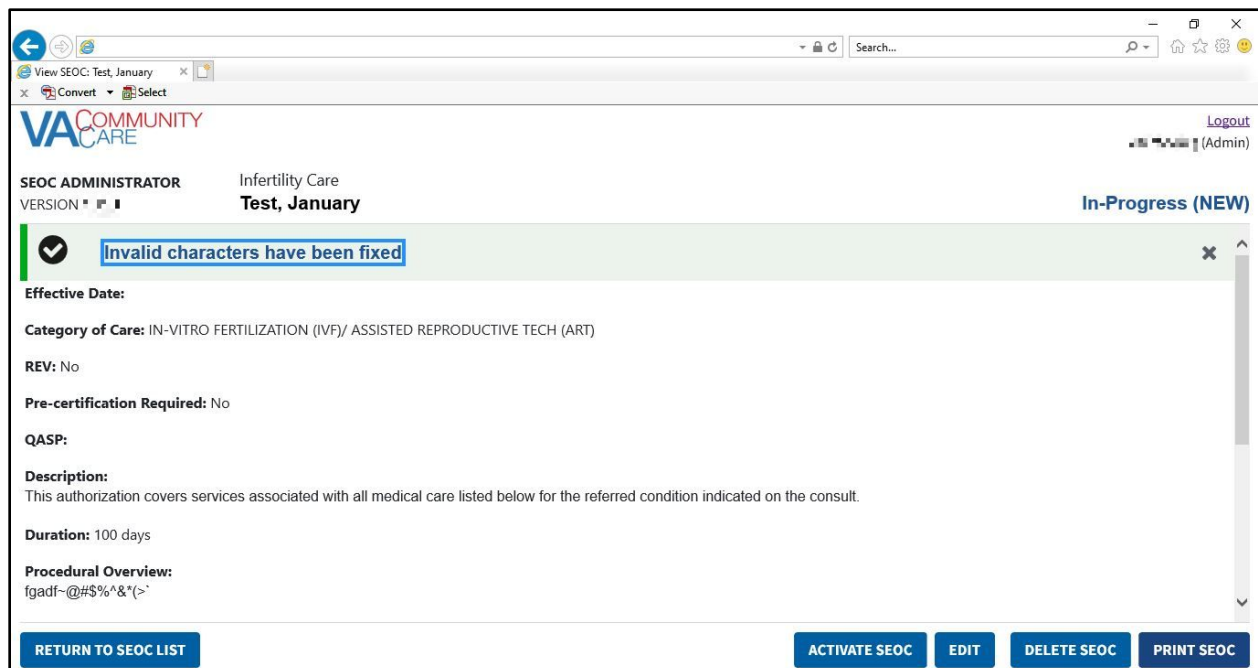 Search...
View SEOC: Test, January
x Convert Select
VA COMMUNITY CARE
Logout
(Admin)
SEOC ADMINISTRATOR
VERSION
Infertility Care
Test, January
In-Progress (NEW)
Invalid characters have been fixed
Effective Date:
Category of Care: IN-VITRO FERTILIZATION (IVF)/ ASSISTED REPRODUCTIVE TECH (ART)
REV: No
Pre-certification Required: No
QASP:
Description:
This authorization covers services associated with all medical care listed below for the referred condition indicated on the consult.
Duration: 100 days
Procedural Overview:
fgadf~@#$%^&*(>`
RETURN TO SEOC LIST ACTIVATE SEOC EDIT DELETE SEOC PRINT SEOC